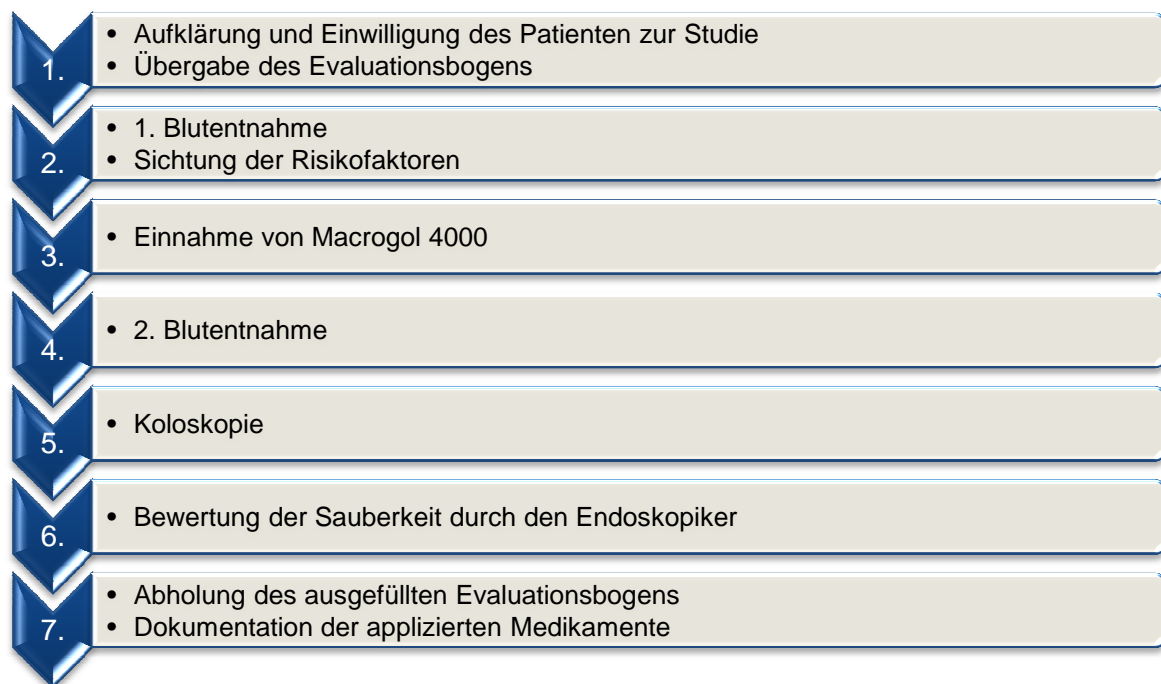 1.
• Aufklärung und Einwilligung des Patienten zur Studie
• Übergabe des Evaluationsbogens
2.
• 1. Blutentnahme
• Sichtung der Risikofaktoren
3.
• Einnahme von Macrogol 4000
4.
• 2. Blutentnahme
5.
• Koloskopie
6.
• Bewertung der Sauberkeit durch den Endoskopiker
7.
• Abholung des ausgefüllten Evaluationsbogens
• Dokumentation der applizierten Medikamente